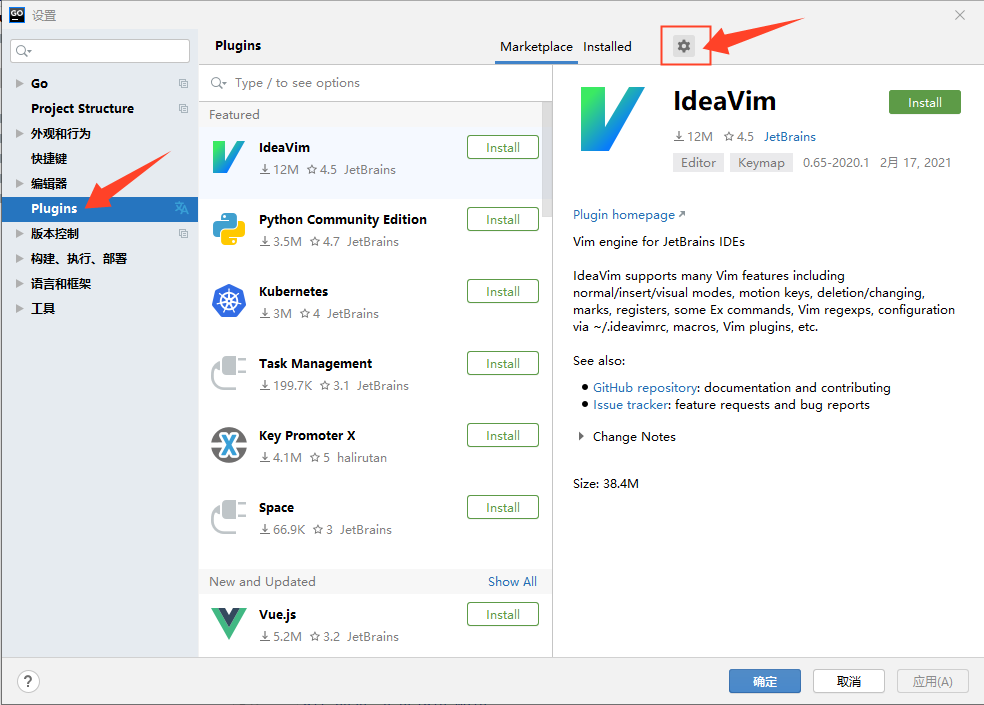 GO 设置
Plugins
Marketplace Installed
Type / to see options
Go
Project Structure
外观和行为
快捷键
编辑器
Plugins
版本控制
构建、执行、部署
语言和框架
工具
Featured
IdeaVim
12M 4.5 JetBrains
Install
Python Community Edition
3.5M 4.7 JetBrains
Install
Kubernetes
3M 4 JetBrains
Install
Task Management
199.7K 3.1 JetBrains
Install
Key Promoter X
4.1M 5 halirutan
Install
Space
66.9K 3 JetBrains
Install
New and Updated Show All
Vue.js
5.2M 3.2 JetBrains
Install
IdeaVim
Install
12M 4.5 JetBrains
Editor Keymap 0.65-2020.1 2月 17, 2021
Plugin homepage
Vim engine for JetBrains IDEs
IdeaVim supports many Vim features including
normal/insert/visual modes, motion keys, deletion/changing,
marks, registers, some Ex commands, Vim regexps, configuration
via ~/.ideavimrc, macros, Vim plugins, etc.
See also:
GitHub repository: documentation and contributing
Issue tracker: feature requests and bug reports
Change Notes
Size: 38.4M
?
确定 取消 应用(A)